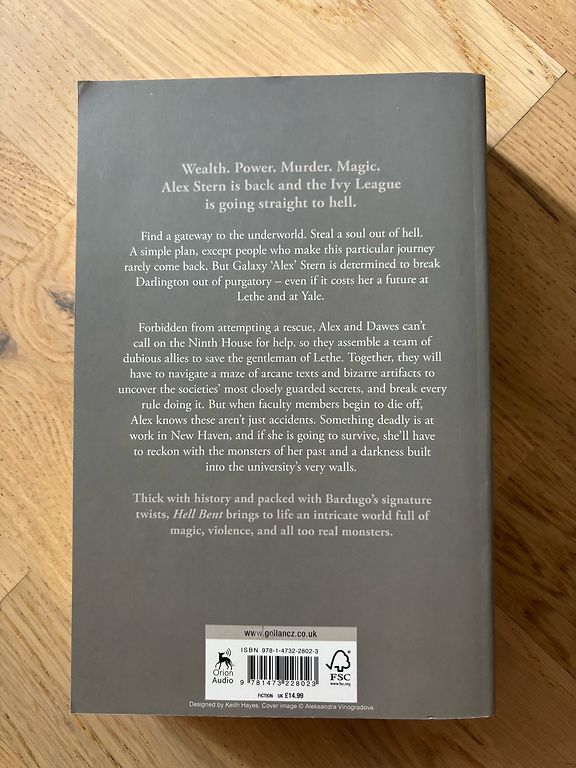 Wealth. Power. Murder. Magic.
Alex Stern is back and the Ivy League
is going straight to hell.
Find a gateway to the underworld. Steal a soul out of hell.
A simple plan, except people who make this particular journey
rarely come back. But Galaxy ‘Alex’ Stern is determined to break
Darlington out of purgatory – even if it costs her a future at
Lethe and at Yale.
Forbidden from attempting a rescue, Alex and Dawes can’t
call on the Ninth House for help, so they assemble a team of
dubious allies to save the gentleman of Lethe. Together, they will
have to navigate a maze of arcane texts and bizarre artifacts to
uncover the societies’ most closely guarded secrets, and break every
rule doing it. But when faculty members begin to die off,
Alex knows these aren’t just accidents. Something deadly is at
work in New Haven, and if she is going to survive, she’ll have
to reckon with the monsters of her past and a darkness built
into the university’s very walls.
Thick with history and packed with Bardugo’s signature
twists, Hell Bent brings to life an intricate world full of
magic, violence, and all too real monsters.
www.gollancz.co.uk
ISBN 978-1-4732-2802-3
Orion
Audio
9 781473 228023
FSC
www.fsc.org
FICTION UK £14.99
Designed by Keith Hayes. Cover image © Aleksandra Vinogradova